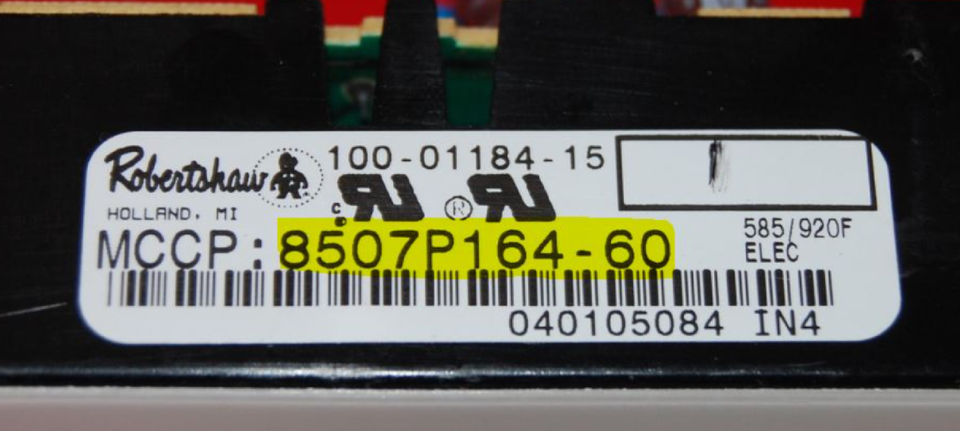 Robertshaw 100-01184-15
HOLLAND, MI
585/920F
ELEC
MCCP: 8507P164-60
040105084 IN4